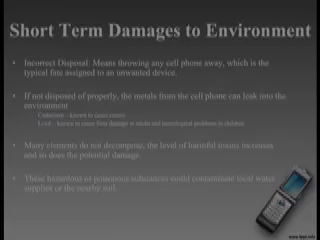 Short Term Damages to Environment
• Incorrect Disposal: Means throwing any cell phone away, which is the
typical fate assigned to an unwanted device.
• If not disposed of properly, the metals from the cell phone can leak into the
environment
Cadmium – known to cause cancer
Lead – known to cause liver damage in adults and neurological problems in children
• Many elements do not decompose, the level of harmful toxins increases
and so does the potential damage.
• These hazardous or poisonous substances could contaminate local water
supplies or the nearby soil.